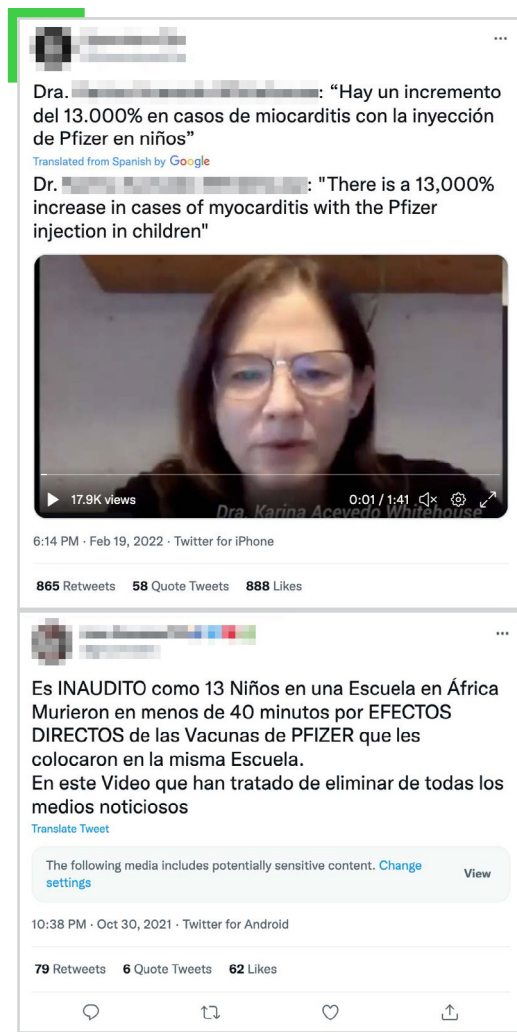 Dra. : “Hay un incremento
del 13.000% en casos de miocarditis con la inyección
de Pfizer en niños”
Translated from Spanish by Google
Dr. : "There is a 13,000%
increase in cases of myocarditis with the Pfizer
injection in children"
Dra. Karina Acevedo Whitehouse
17.9K views
0:01 / 1:41
6:14 PM · Feb 19, 2022 · Twitter for iPhone
865 Retweets 58 Quote Tweets 888 Likes
Es INAUDITO como 13 Niños en una Escuela en África
Murieron en menos de 40 minutos por EFECTOS
DIRECTOS de las Vacunas de PFIZER que les
colocaron en la misma Escuela.
En este Video que han tratado de eliminar de todas los
medios noticiosos
Translate Tweet
The following media includes potentially sensitive content. Change
settings
View
10:38 PM · Oct 30, 2021 · Twitter for Android
79 Retweets 6 Quote Tweets 62 Likes